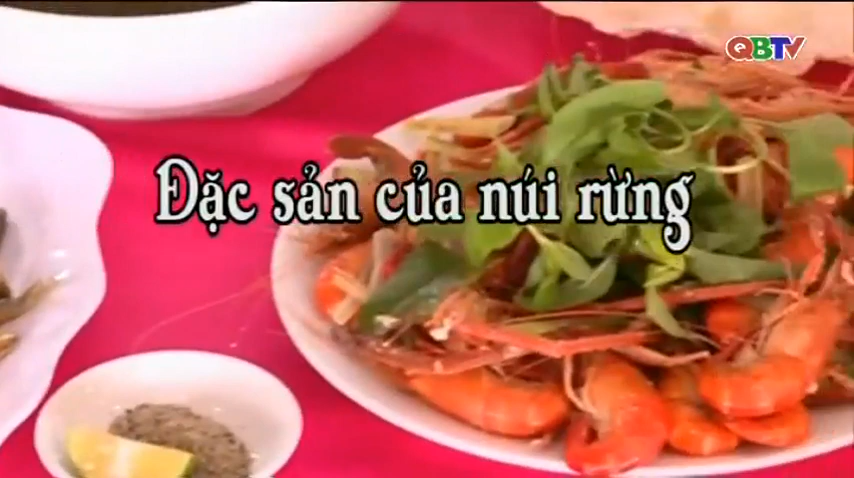 QBTV
Đặc sản của núi rừng